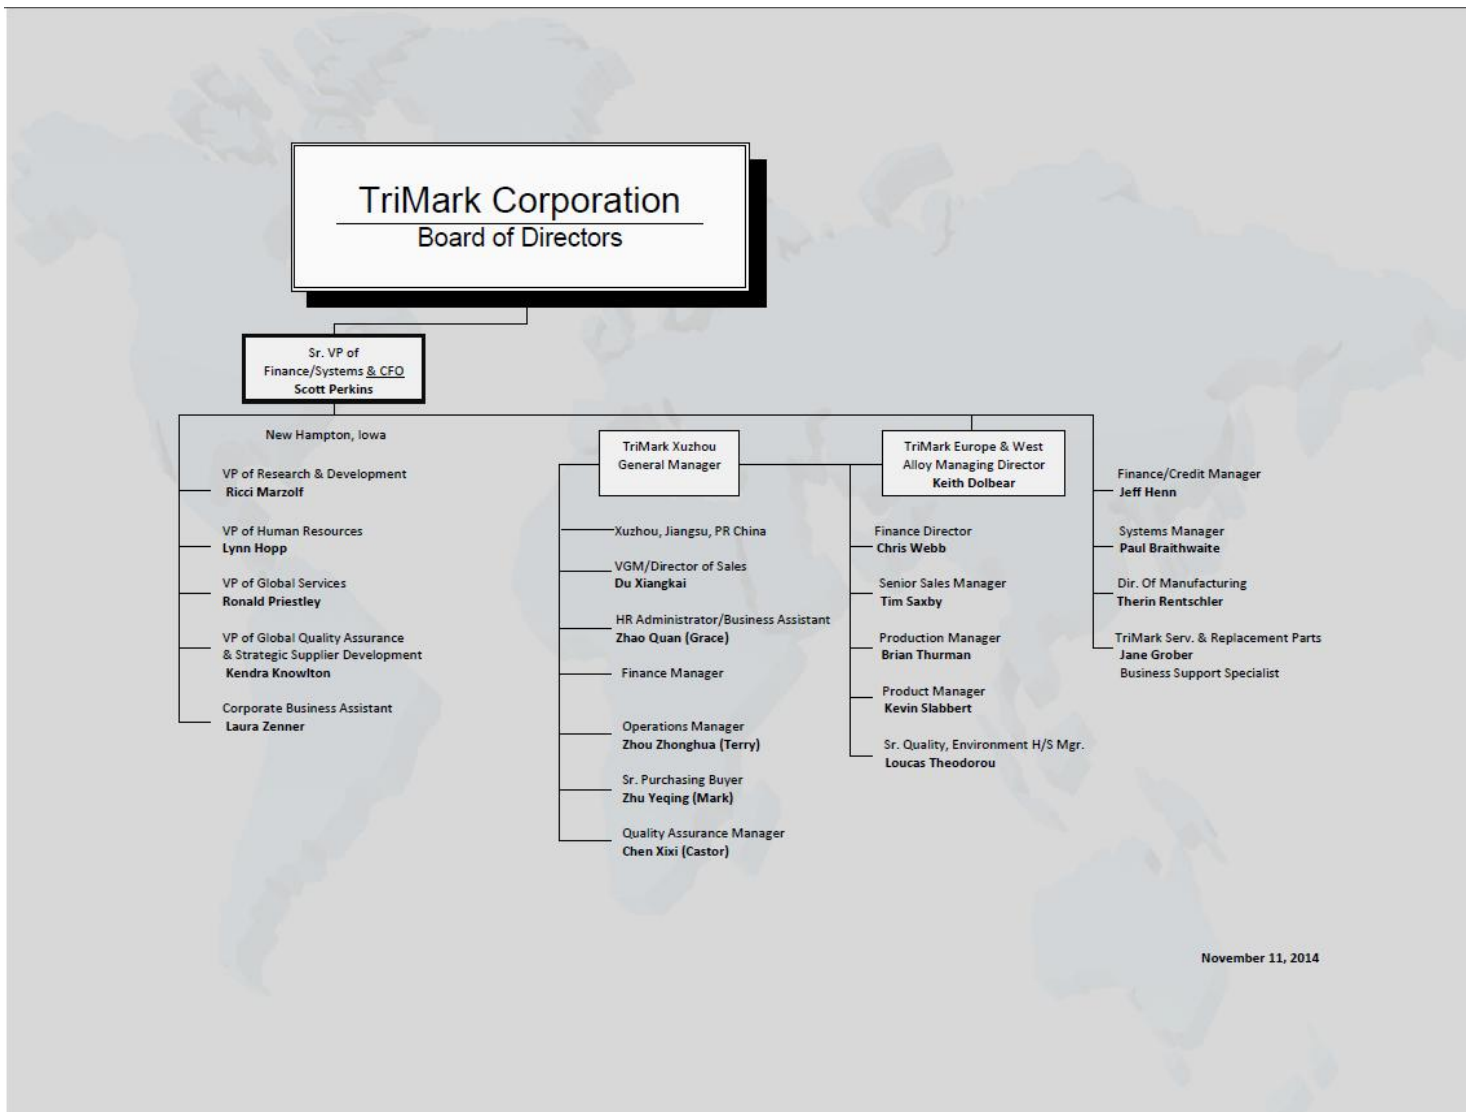 TriMark Corporation
Board of Directors
Sr. VP of
Finance/Systems & CFO
Scott Perkins
New Hampton, Iowa
VP of Research & Development
Ricci Marzolf
VP of Human Resources
Lynn Hopp
VP of Global Services
Ronald Priestley
VP of Global Quality Assurance
& Strategic Supplier Development
Kendra Knowlton
Corporate Business Assistant
Laura Zenner
TriMark Xuzhou
General Manager
Xuzhou, Jiangsu, PR China
VGM/Director of Sales
Du Xiangkai
HR Administrator/Business Assistant
Zhao Quan (Grace)
Finance Manager
Operations Manager
Zhou Zhonghua (Terry)
Sr. Purchasing Buyer
Zhu Yeqing (Mark)
Quality Assurance Manager
Chen Xixi (Castor)
TriMark Europe & West
Alloy Managing Director
Keith Dolbear
Finance Director
Chris Webb
Senior Sales Manager
Tim Saxby
Production Manager
Brian Thurman
Product Manager
Kevin Slabbert
Sr. Quality, Environment H/S Mgr.
Loucas Theodorou
Finance/Credit Manager
Jeff Henn
Systems Manager
Paul Braithwaite
Dir. Of Manufacturing
Therin Rentschler
TriMark Serv. & Replacement Parts
Jane Grober
Business Support Specialist
November 11, 2014